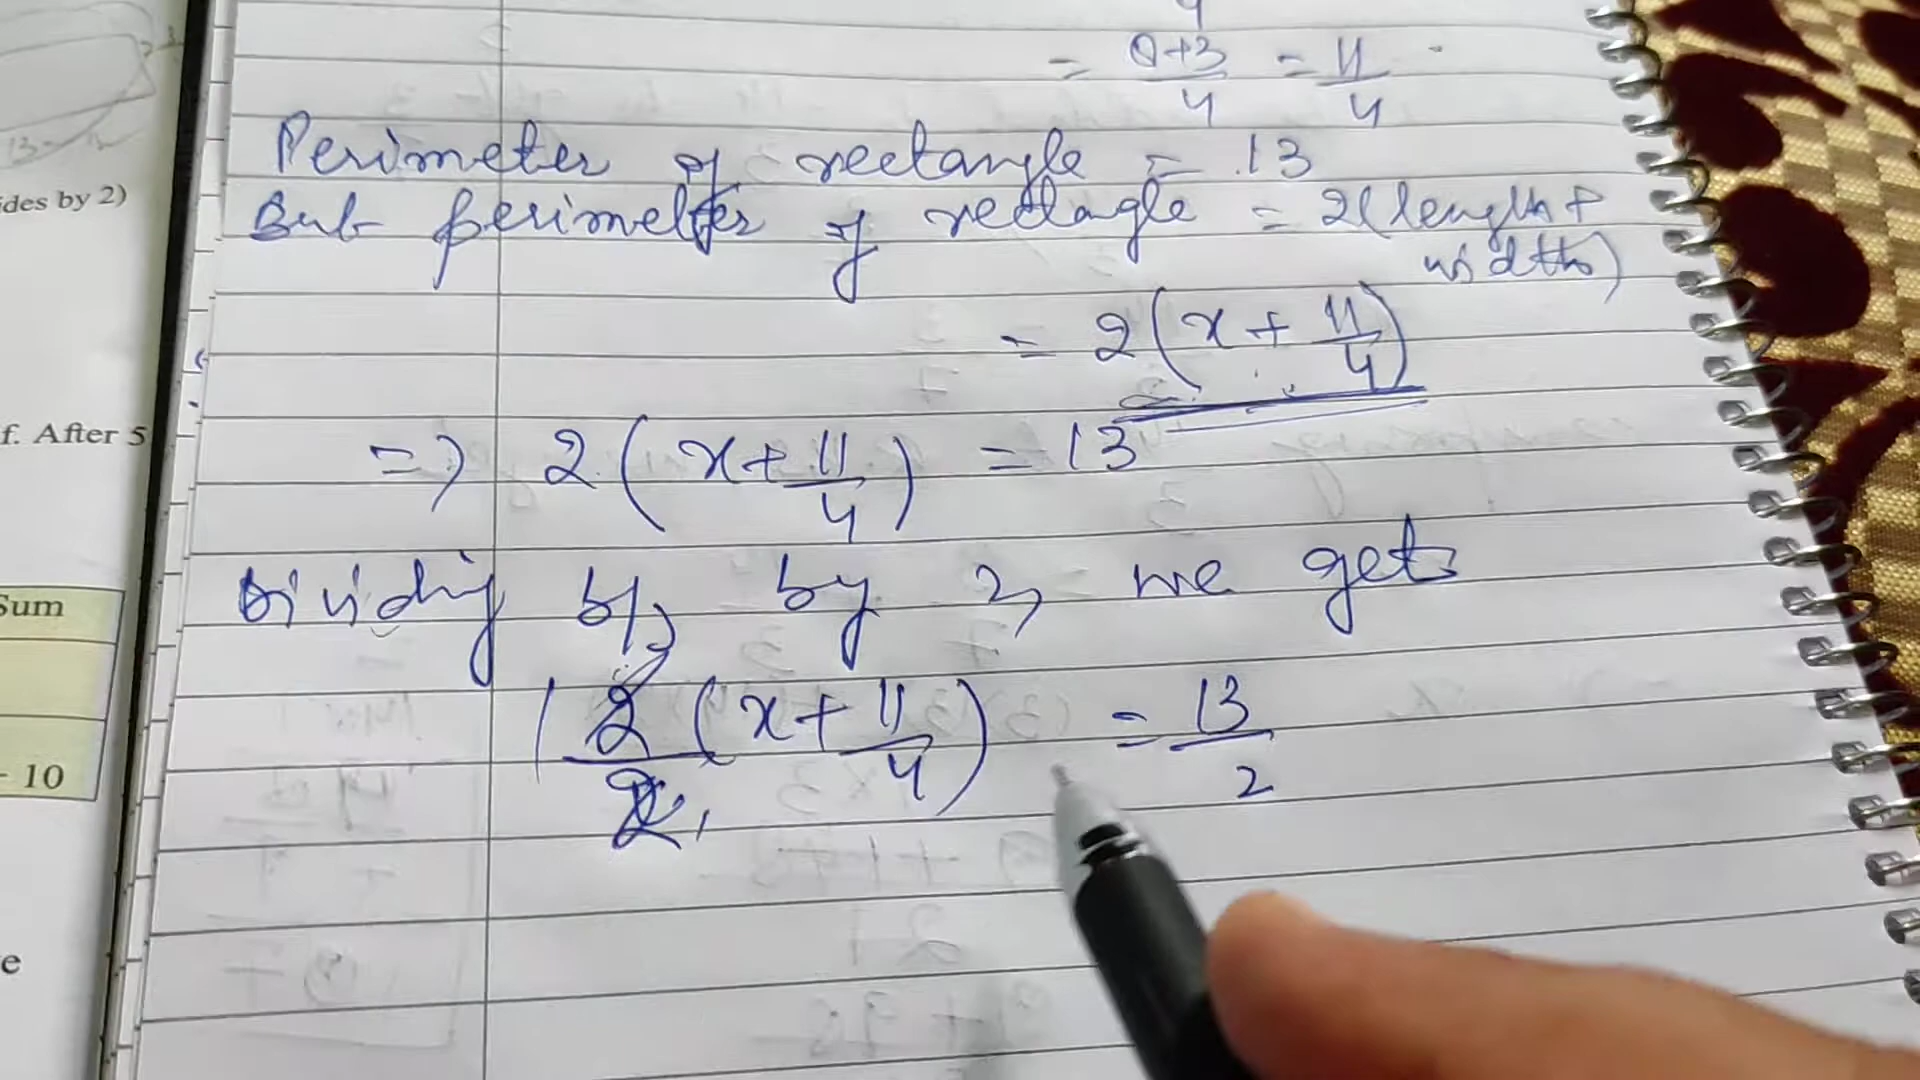 ides by 2)
f. After 5
Sum
- 10
e
= 8+3/4 = 11/4
Perimeter of rectangle = 13
But perimeter of rectangle = 2(length +
width)
= 2(x + 11/4)
=> 2(x + 11/4) = 13
Dividing b/s by 2, we get
2/2 (x + 11/4) = 13/2